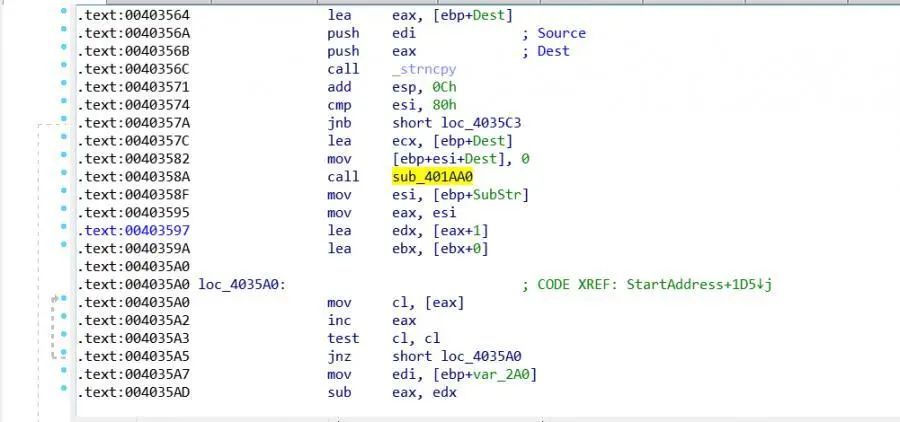 .text:00403564 lea eax, [ebp+Dest]
.text:0040356A push edi ; Source
.text:0040356B push eax ; Dest
.text:0040356C call _strncpy
.text:00403571 add esp, 0Ch
.text:00403574 cmp esi, 80h
.text:0040357A jnb short loc_4035C3
.text:0040357C lea ecx, [ebp+Dest]
.text:00403582 mov [ebp+esi+Dest], 0
.text:0040358A call sub_401AA0
.text:0040358F mov esi, [ebp+SubStr]
.text:00403595 mov eax, esi
.text:00403597 lea edx, [eax+1]
.text:0040359A lea ebx, [ebx+0]
.text:004035A0
.text:004035A0 loc_4035A0: ; CODE XREF: StartAddress+1D5↓j
.text:004035A0 mov cl, [eax]
.text:004035A2 inc eax
.text:004035A3 test cl, cl
.text:004035A5 jnz short loc_4035A0
.text:004035A7 mov edi, [ebp+var_2A0]
.text:004035AD sub eax, edx